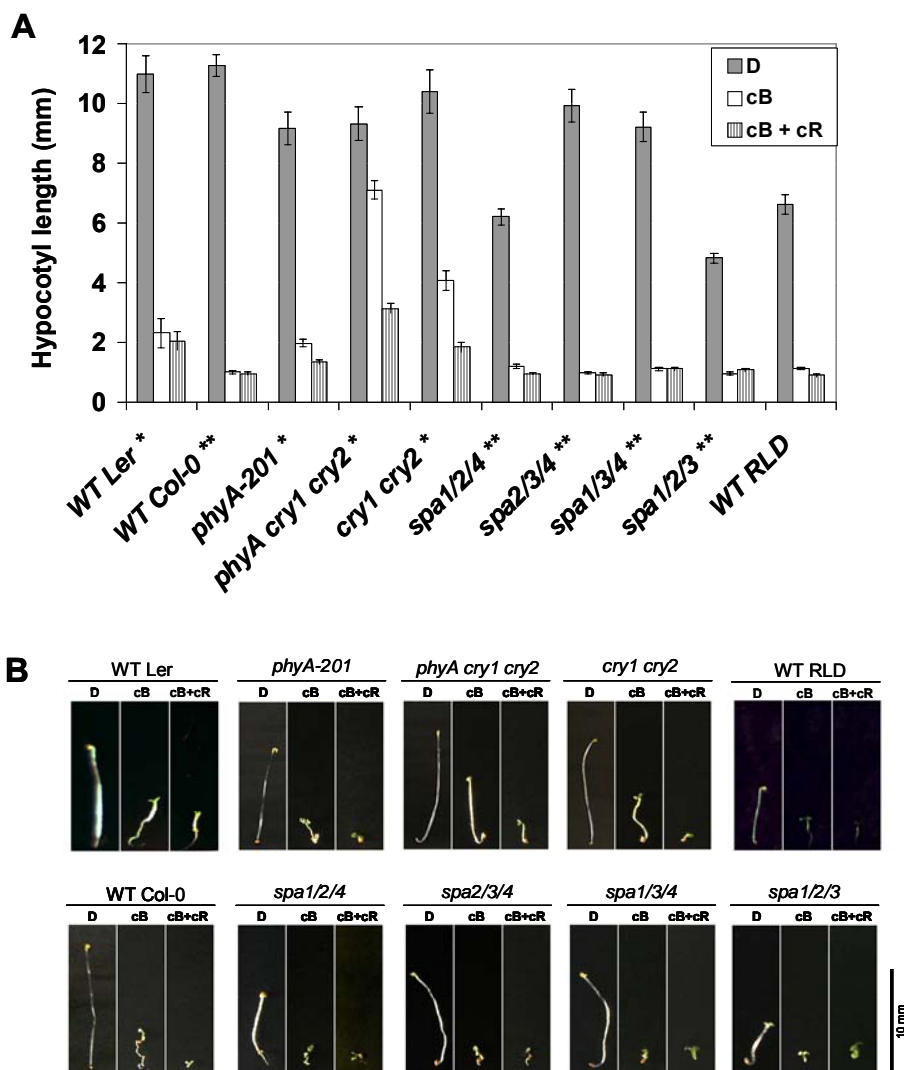 A
12
10
8
6
4
2
0
Hypocotyl length (mm)
D
cB
cB + cR
WT Ler *
WT Col-0 **
phyA-201 *
phyA cry1 cry2 *
cry1 cry2 *
spa1/2/4 **
spa2/3/4 **
spa1/3/4 **
spa1/2/3 **
WT RLD
B
WT Ler phyA-201 phyA cry1 cry2 cry1 cry2 WT RLD
D cB cB+cR D cB cB+cR D cB cB+cR D cB cB+cR D cB cB+cR
WT Col-0 spa1/2/4 spa2/3/4 spa1/3/4 spa1/2/3
D cB cB+cR D cB cB+cR D cB cB+cR D cB cB+cR D cB cB+cR
10 mm